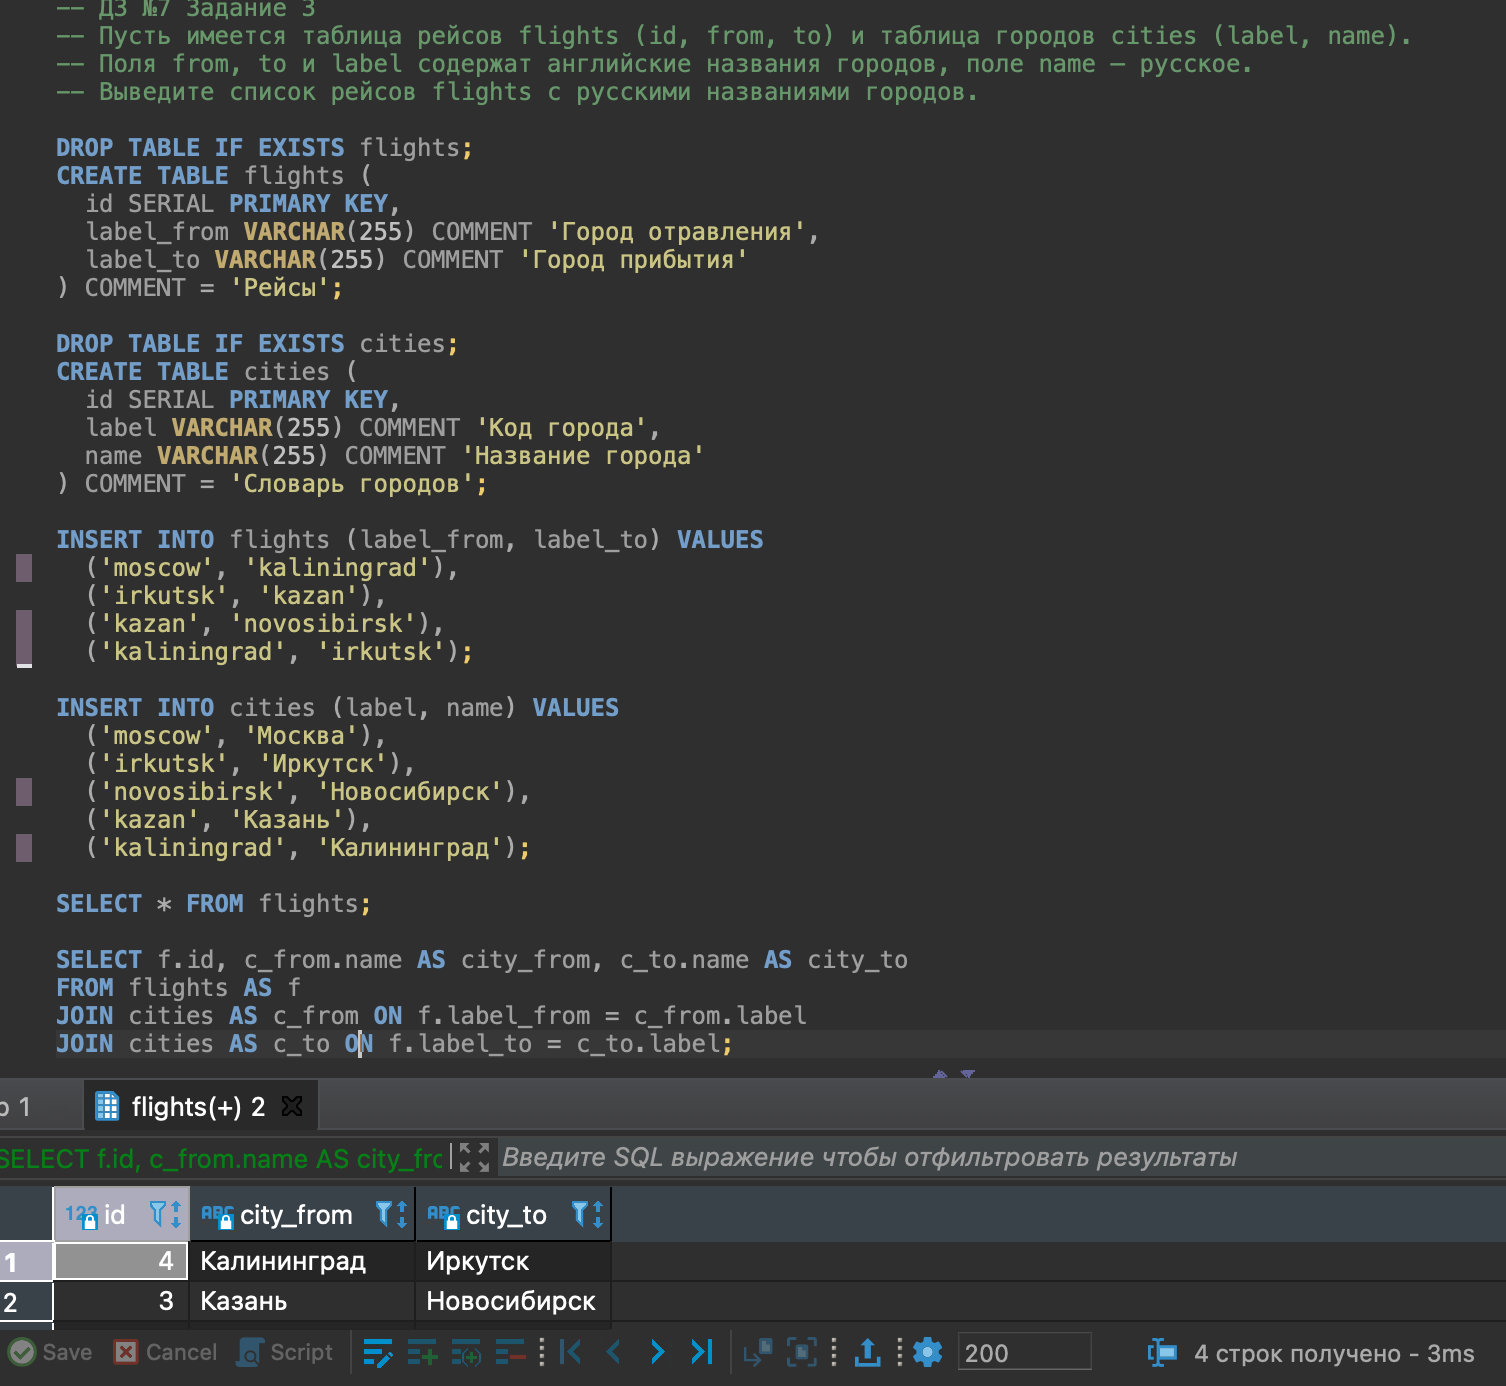 -- ДЗ №7 Задание 3
-- Пусть имеется таблица рейсов flights (id, from, to) и таблица городов cities (label, name).
-- Поля from, to и label содержат английские названия городов, поле name — русское.
-- Выведите список рейсов flights с русскими названиями городов.
DROP TABLE IF EXISTS flights;
CREATE TABLE flights (
id SERIAL PRIMARY KEY,
label_from VARCHAR(255) COMMENT 'Город отравления',
label_to VARCHAR(255) COMMENT 'Город прибытия'
) COMMENT = 'Рейсы';
DROP TABLE IF EXISTS cities;
CREATE TABLE cities (
id SERIAL PRIMARY KEY,
label VARCHAR(255) COMMENT 'Код города',
name VARCHAR(255) COMMENT 'Название города'
) COMMENT = 'Словарь городов';
INSERT INTO flights (label_from, label_to) VALUES
('moscow', 'kaliningrad'),
('irkutsk', 'kazan'),
('kazan', 'novosibirsk'),
('kaliningrad', 'irkutsk');
INSERT INTO cities (label, name) VALUES
('moscow', 'Москва'),
('irkutsk', 'Иркутск'),
('novosibirsk', 'Новосибирск'),
('kazan', 'Казань'),
('kaliningrad', 'Калининград');
SELECT * FROM flights;
SELECT f.id, c_from.name AS city_from, c_to.name AS city_to
FROM flights AS f
JOIN cities AS c_from ON f.label_from = c_from.label
JOIN cities AS c_to ON f.label_to = c_to.label;
1 flights(+) 2
SELECT f.id, c_from.name AS city_frc Введите SQL выражение чтобы отфильтровать результаты
123 id ABC city_from ABC city_to
1 4 Калининград Иркутск
2 3 Казань Новосибирск
Save Cancel Script 200 4 строк получено - 3ms